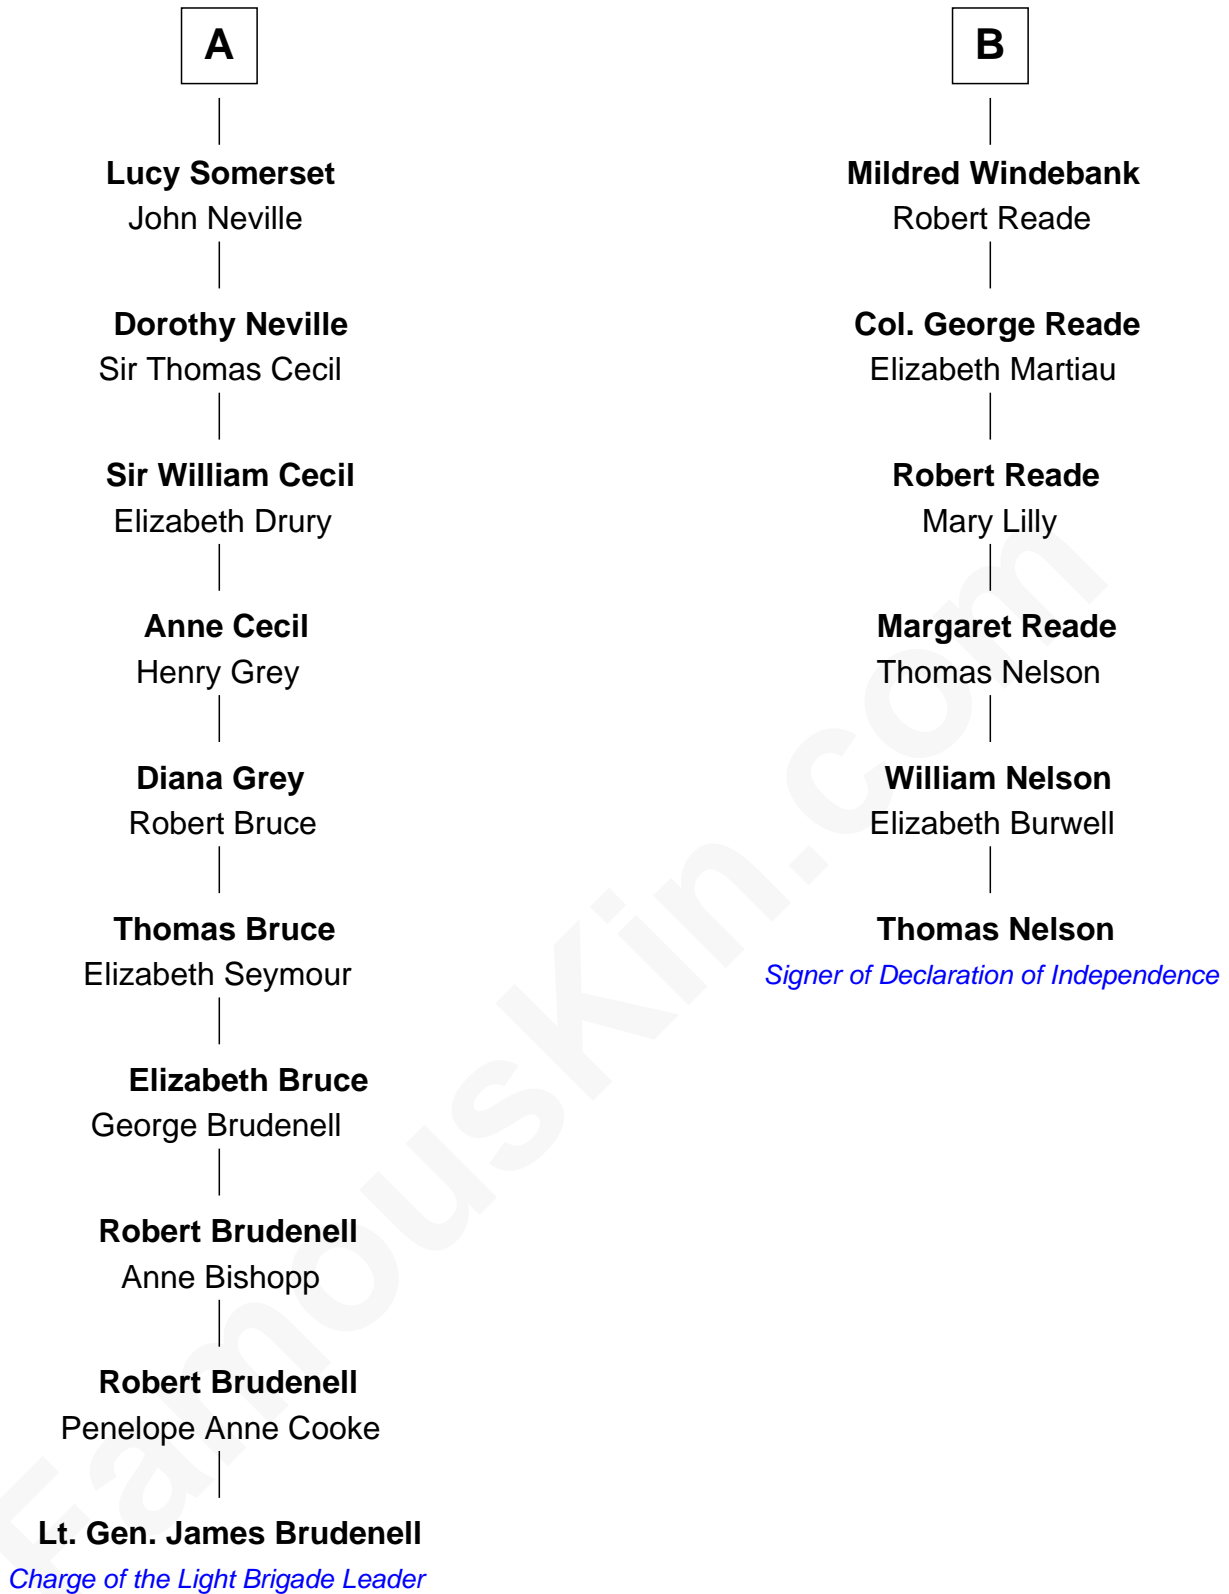 A
Lucy Somerset
John Neville
Dorothy Neville
Sir Thomas Cecil
Sir William Cecil
Elizabeth Drury
Anne Cecil
Henry Grey
Diana Grey
Robert Bruce
Thomas Bruce
Elizabeth Seymour
Elizabeth Bruce
George Brudenell
Robert Brudenell
Anne Bishopp
Robert Brudenell
Penelope Anne Cooke
Lt. Gen. James Brudenell
Charge of the Light Brigade Leader
B
Mildred Windebank
Robert Reade
Col. George Reade
Elizabeth Martiau
Robert Reade
Mary Lilly
Margaret Reade
Thomas Nelson
William Nelson
Elizabeth Burwell
Thomas Nelson
Signer of Declaration of Independence
FamousKin.com